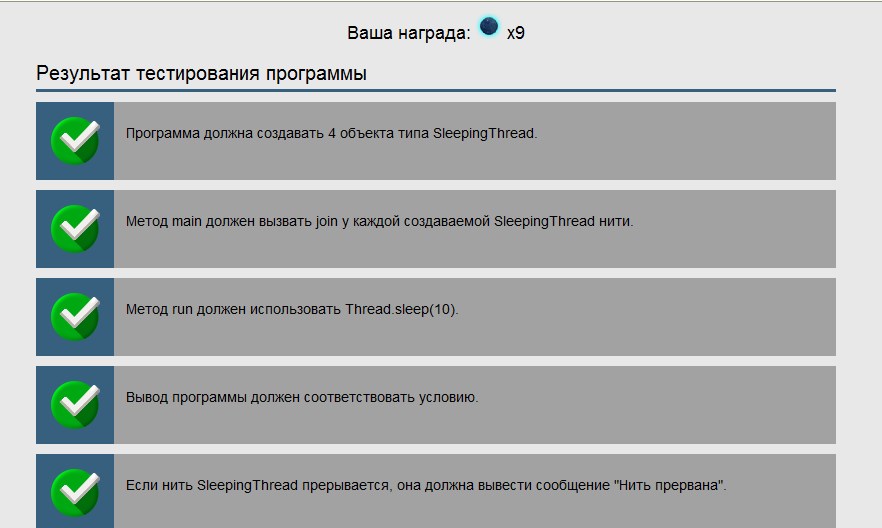 Ваша награда: x9
Результат тестирования программы
Программа должна создавать 4 объекта типа SleepingThread.
Метод main должен вызвать join у каждой создаваемой SleepingThread нити.
Метод run должен использовать Thread.sleep(10).
Вывод программы должен соответствовать условию.
Если нить SleepingThread прерывается, она должна вывести сообщение "Нить прервана".